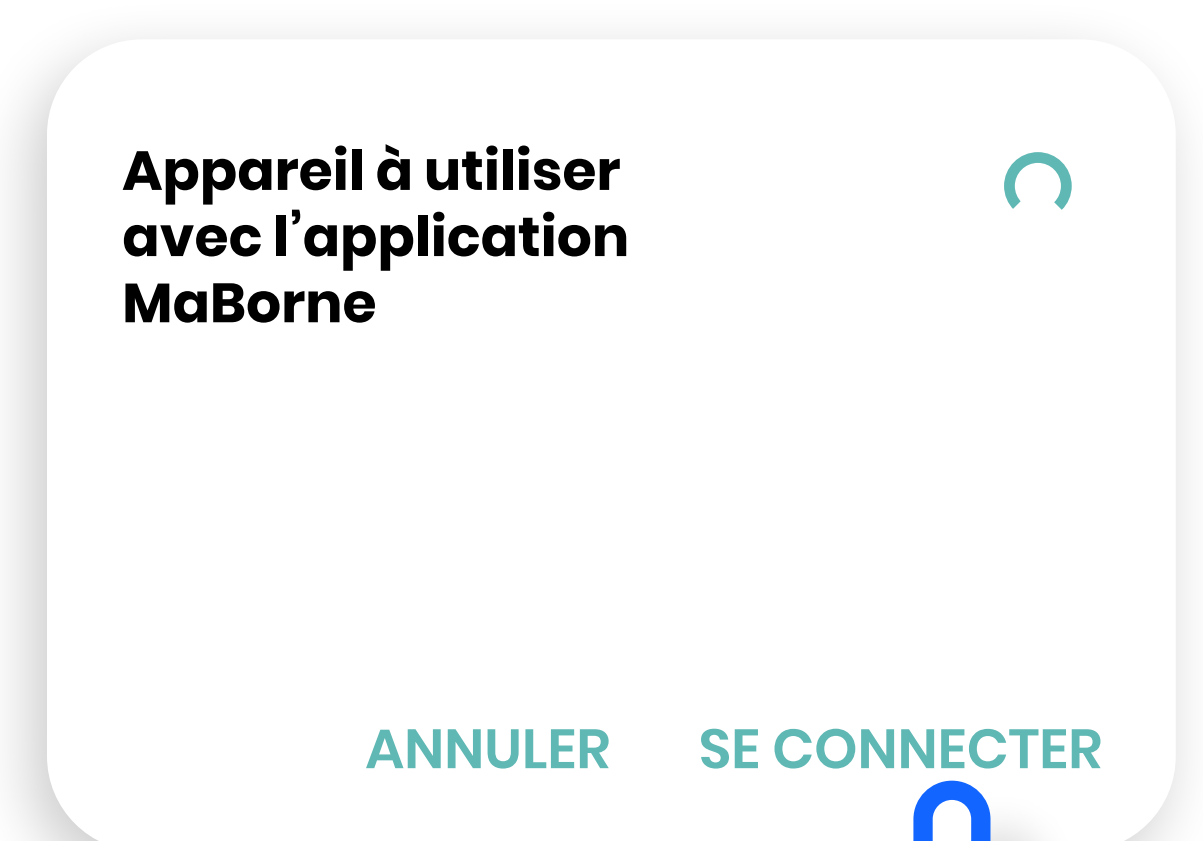 Appareil à utiliser
avec l’application
MaBorne
ANNULER SE CONNECTER